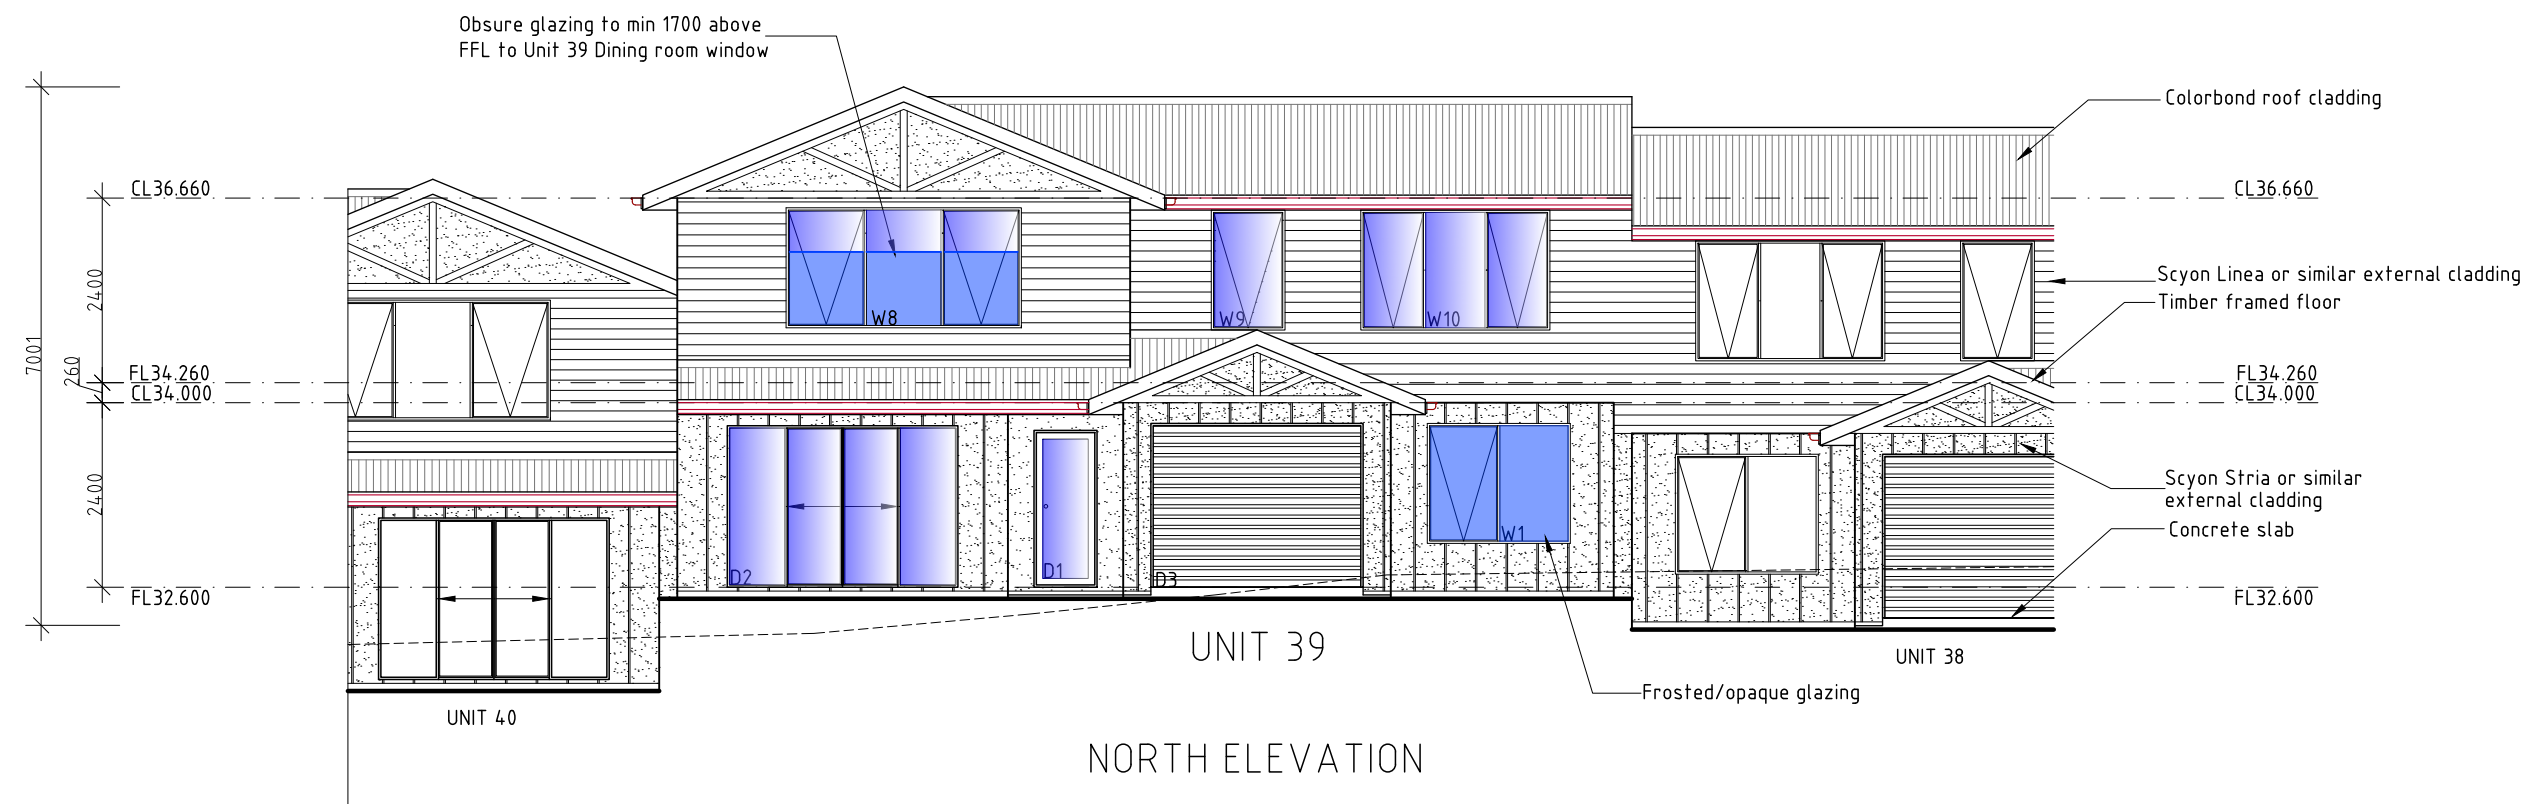 Obsure glazing to min 1700 above
FFL to Unit 39 Dining room window
Colorbond roof cladding
CL36.660
CL36.660
2400
Scyon Linea or similar external cladding
Timber framed floor
W8
W9
W10
7001
260
FL34.260
CL34.000
FL34.260
CL34.000
2400
Scyon Stria or similar
external cladding
Concrete slab
W1
D2
D1
D3
FL32.600
FL32.600
UNIT 39
UNIT 38
Frosted/opaque glazing
UNIT 40
NORTH ELEVATION